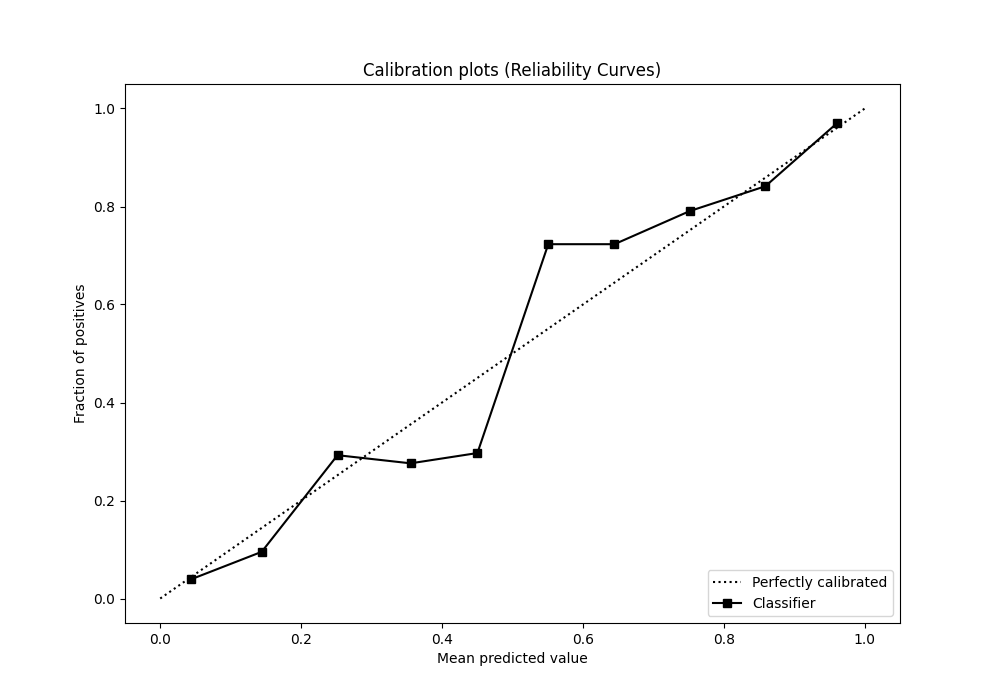 Calibration plots (Reliability Curves)
1.0
0.8
0.6
0.4
0.2
0.0
Fraction of positives
Perfectly calibrated
Classifier
0.0 0.2 0.4 0.6 0.8 1.0
Mean predicted value